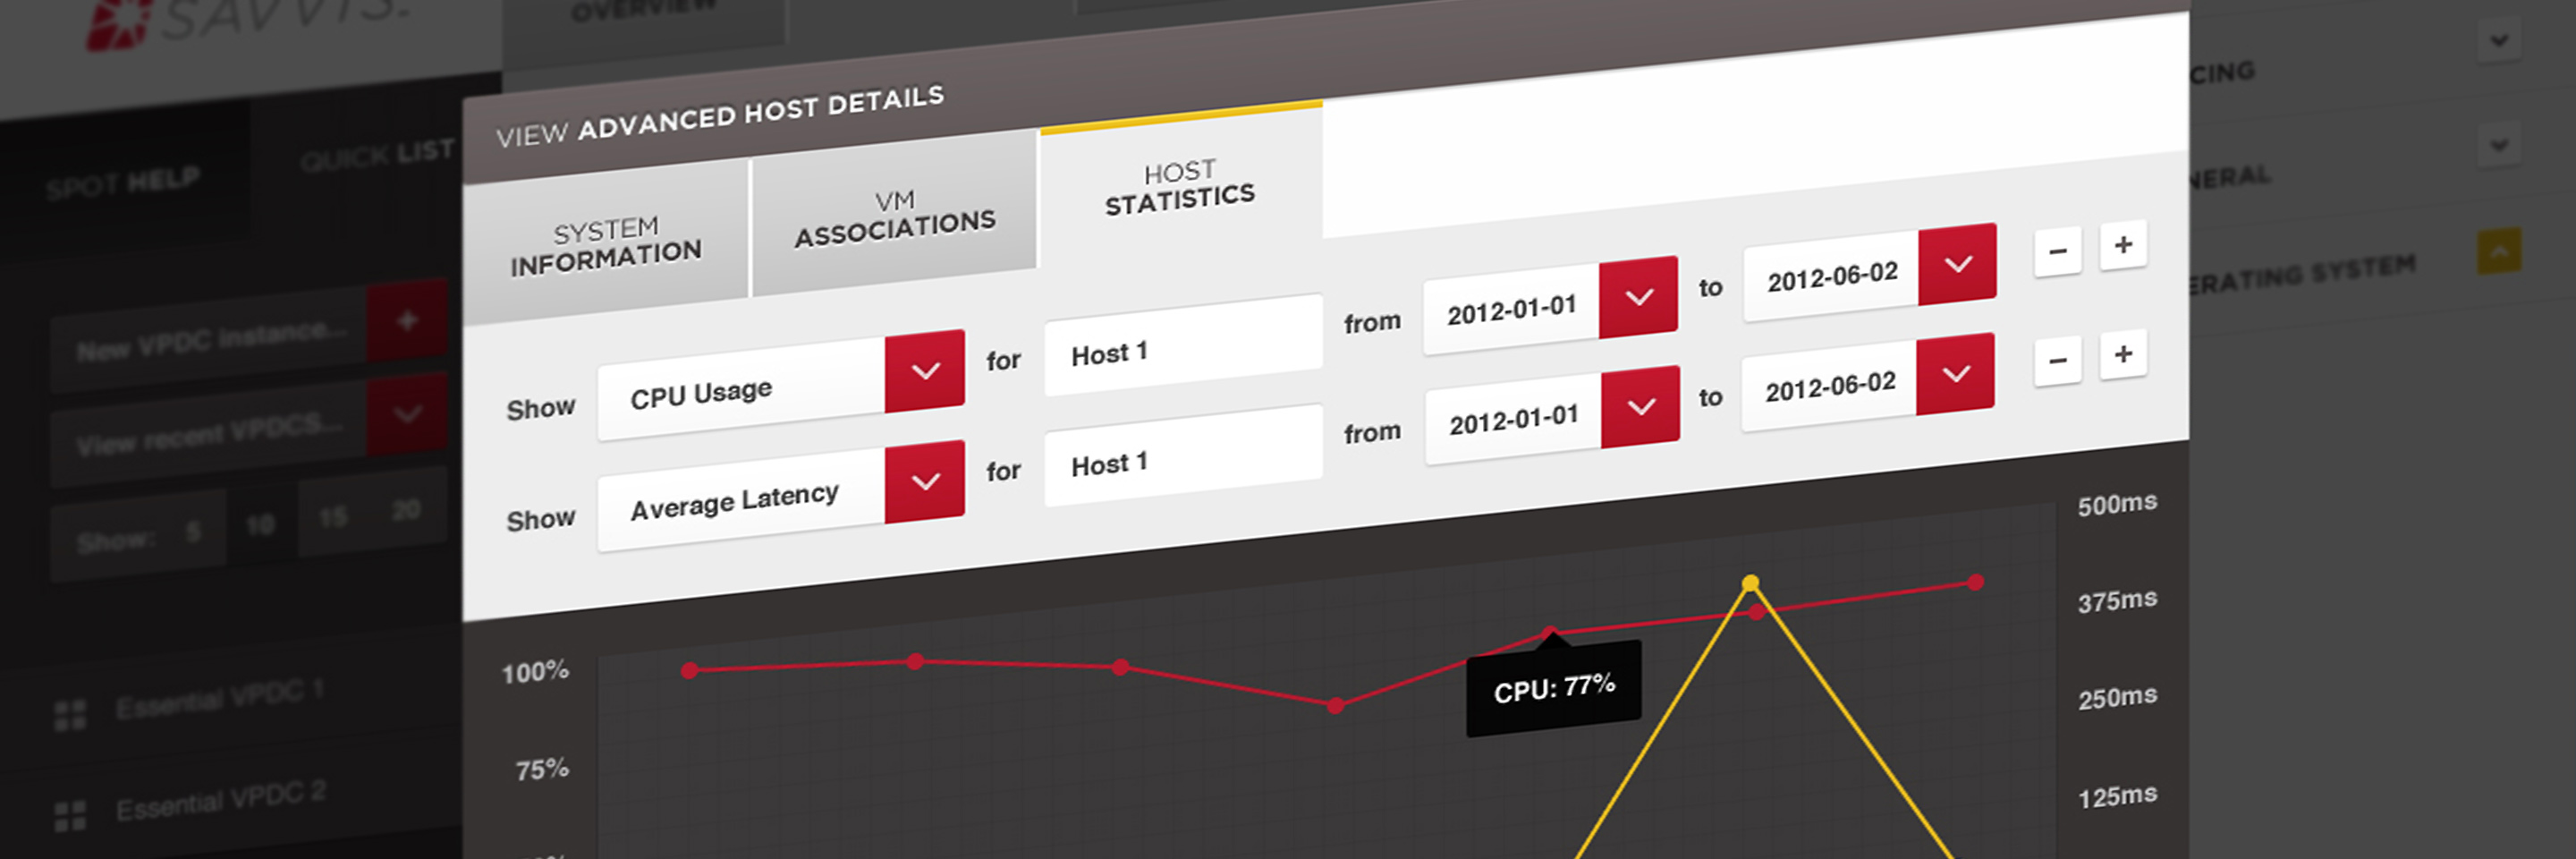 SAVVIS
OVERVIEW
VIEW ADVANCED HOST DETAILS
SPOT HELP
QUICK LIST
SYSTEM
INFORMATION
VM
ASSOCIATIONS
HOST
STATISTICS
CING
NERAL
ERATING SYSTEM
New VPDC instance...
View recent VPDCS...
Show: 5 10 15 20
Show CPU Usage for Host 1 from 2012-01-01 to 2012-06-02 − +
Show Average Latency for Host 1 from 2012-01-01 to 2012-06-02 − +
500ms
375ms
250ms
125ms
100%
75%
CPU: 77%
Essential VPDC 1
Essential VPDC 2